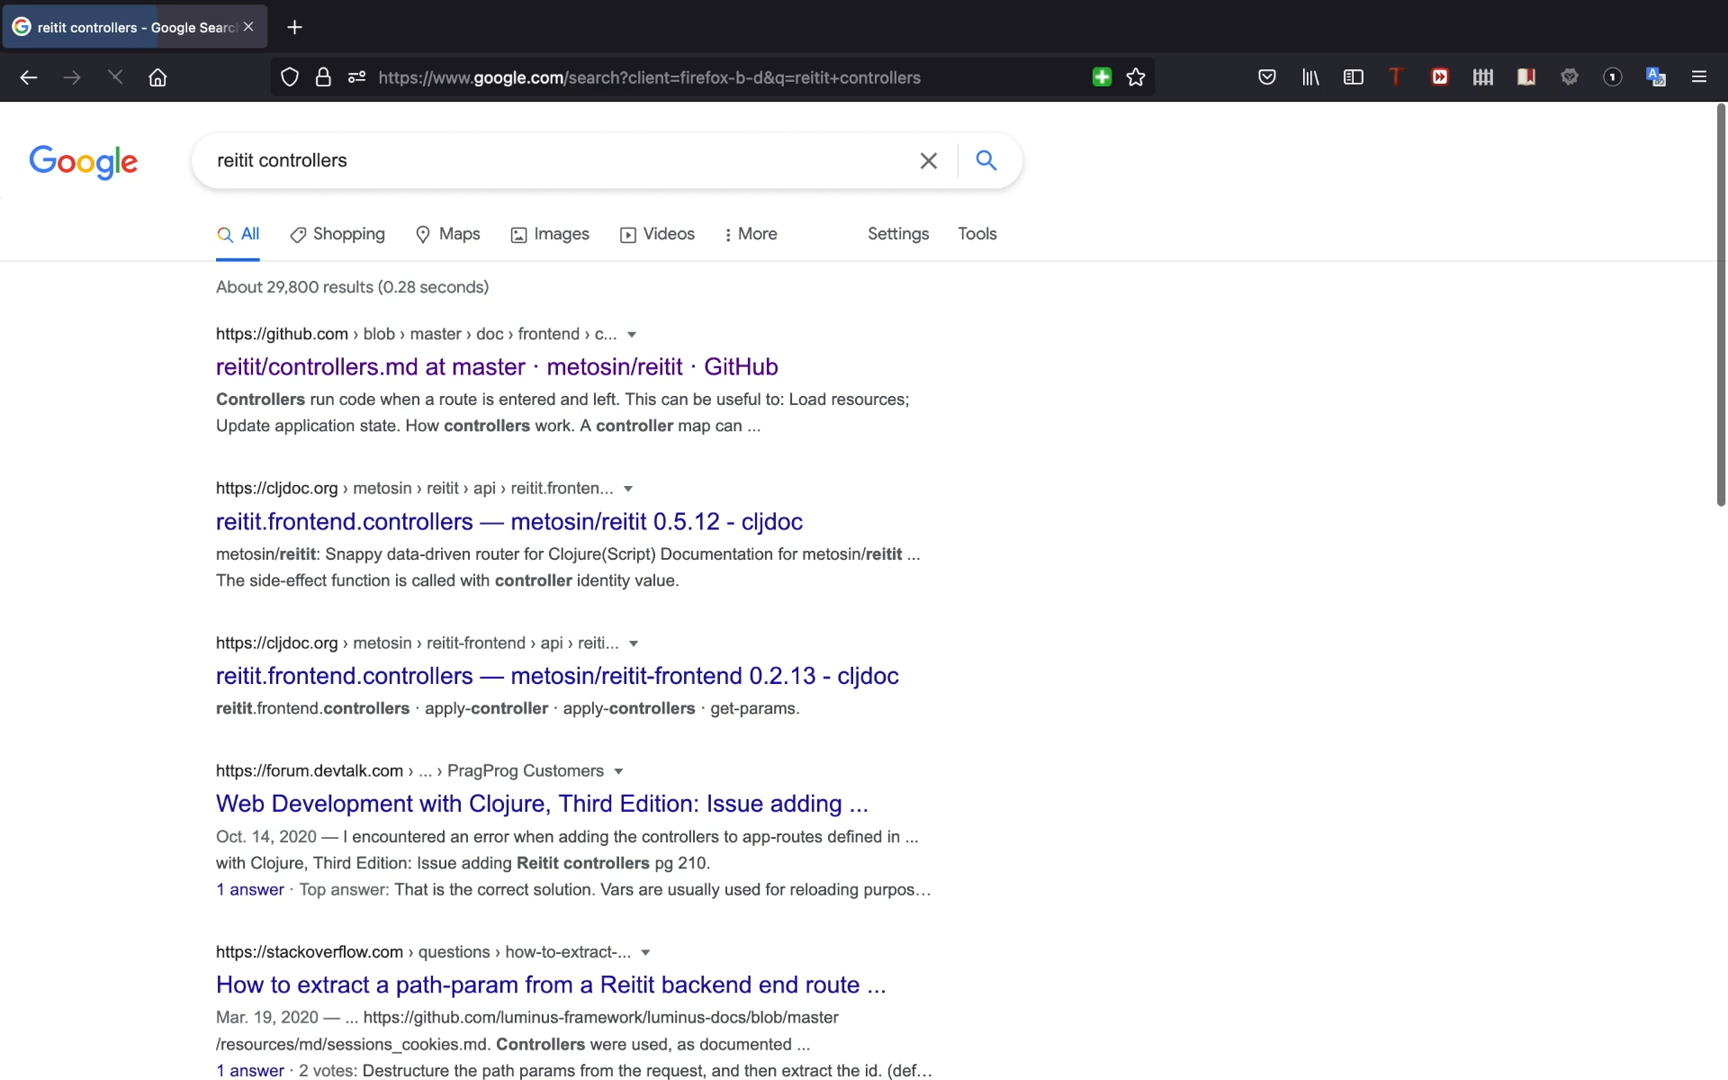 reitit controllers - Google Searc
https://www.google.com/search?client=firefox-b-d&q=reitit+controllers
Google
reitit controllers
All
Shopping
Maps
Images
Videos
More
Settings
Tools
About 29,800 results (0.28 seconds)
https://github.com › blob › master › doc › frontend › c...
reitit/controllers.md at master · metosin/reitit · GitHub
Controllers run code when a route is entered and left. This can be useful to: Load resources;
Update application state. How controllers work. A controller map can ...
https://cljdoc.org › metosin › reitit › api › reitit.fronten...
reitit.frontend.controllers — metosin/reitit 0.5.12 - cljdoc
metosin/reitit: Snappy data-driven router for Clojure(Script) Documentation for metosin/reitit ...
The side-effect function is called with controller identity value.
https://cljdoc.org › metosin › reitit-frontend › api › reiti...
reitit.frontend.controllers — metosin/reitit-frontend 0.2.13 - cljdoc
reitit.frontend.controllers · apply-controller · apply-controllers · get-params.
https://forum.devtalk.com › ... › PragProg Customers
Web Development with Clojure, Third Edition: Issue adding ...
Oct. 14, 2020 — I encountered an error when adding the controllers to app-routes defined in ...
with Clojure, Third Edition: Issue adding Reitit controllers pg 210.
1 answer · Top answer: That is the correct solution. Vars are usually used for reloading purpos...
https://stackoverflow.com › questions › how-to-extract-...
How to extract a path-param from a Reitit backend end route ...
Mar. 19, 2020 — ... https://github.com/luminus-framework/luminus-docs/blob/master
/resources/md/sessions_cookies.md. Controllers were used, as documented ...
1 answer · 2 votes: Destructure the path params from the request, and then extract the id. (def...